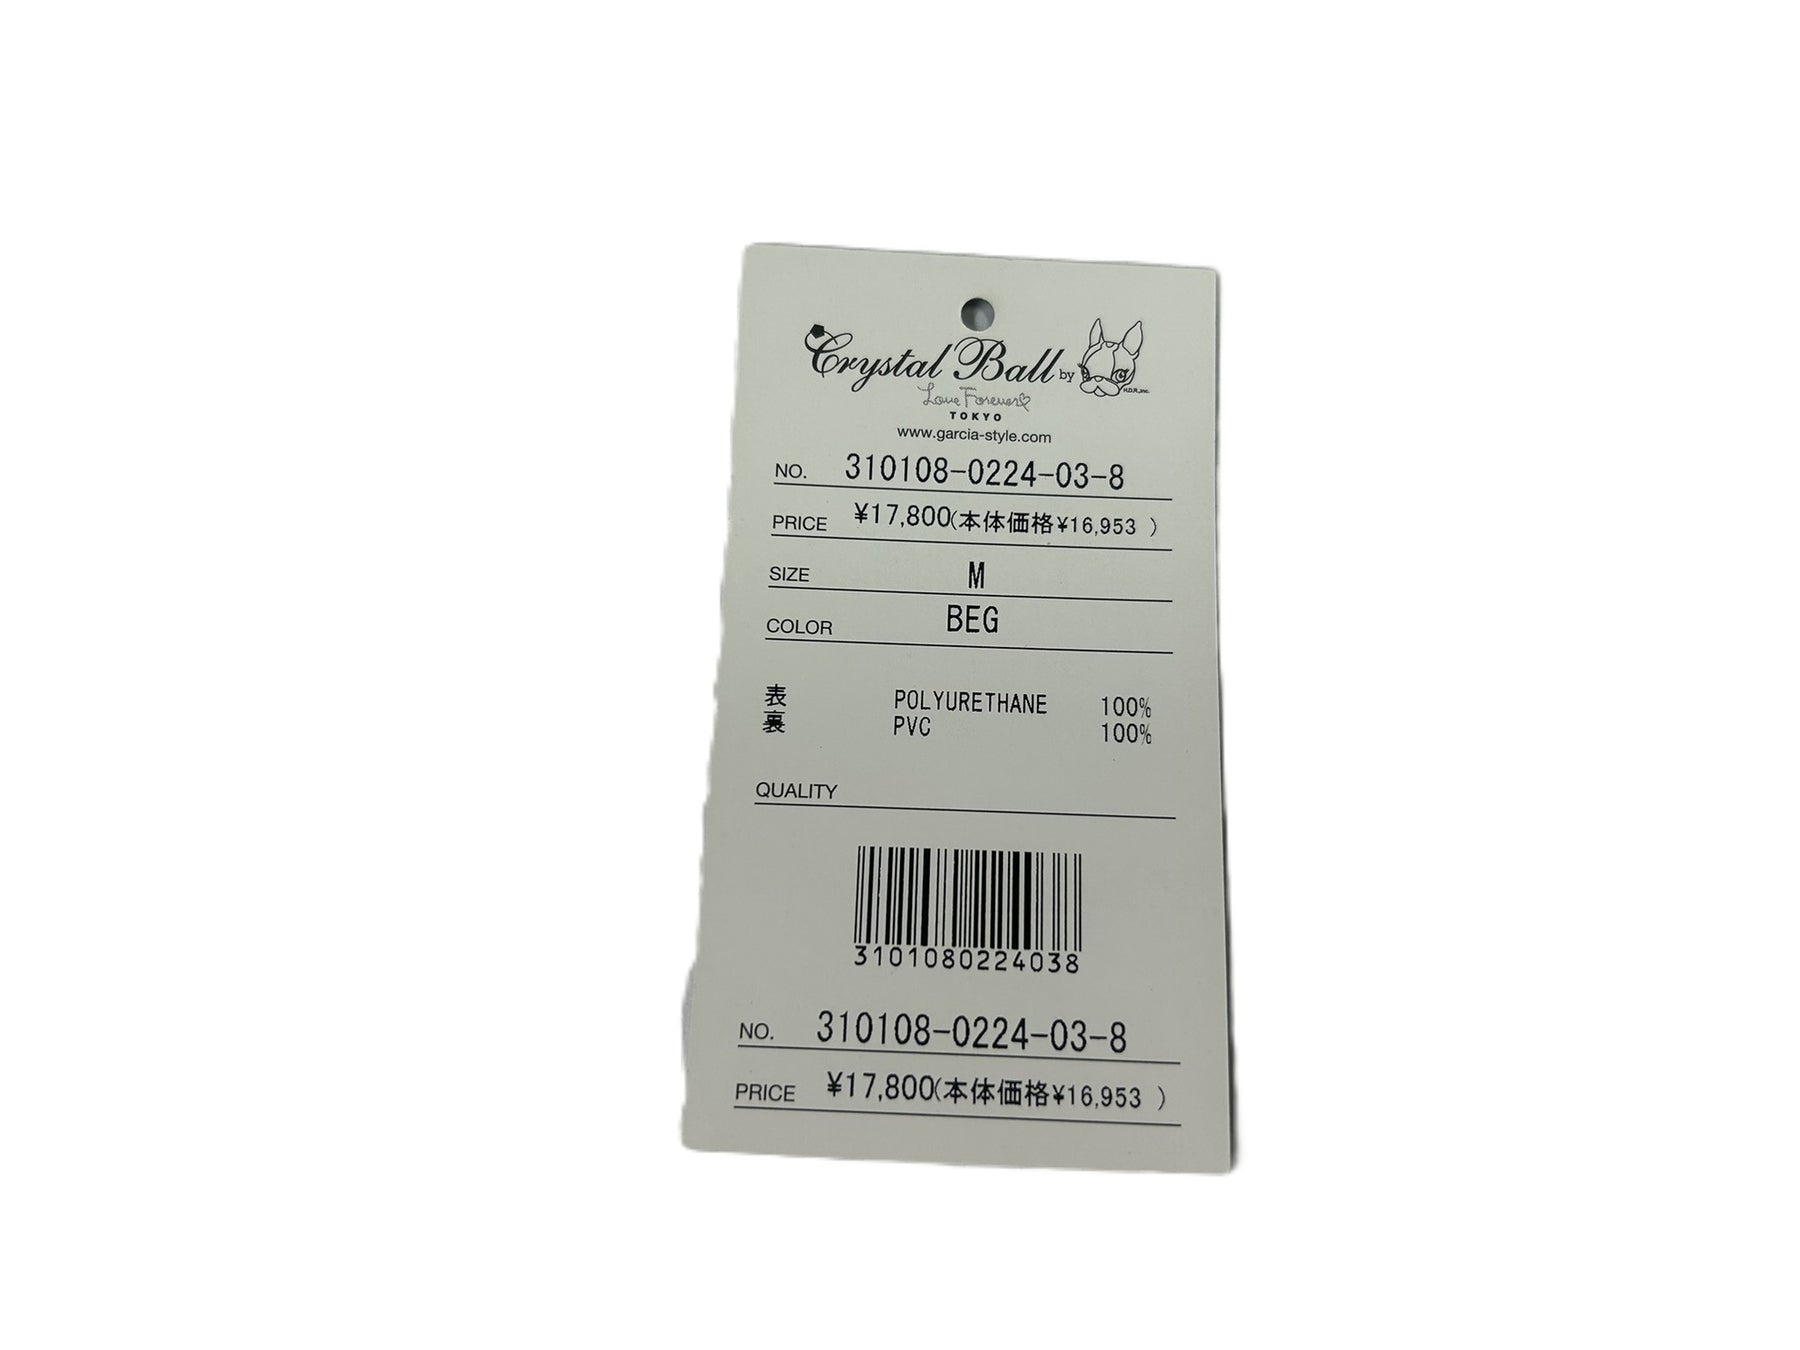 Crystal Ball by
H.D.R.,Inc.
Love Forever
TOKYO
www.garcia-style.com
NO. 310108-0224-03-8
PRICE ¥17,800(本体価格¥16,953 )
SIZE M
COLOR BEG
表 POLYURETHANE 100%
裏 PVC 100%
QUALITY
3101080224038
NO. 310108-0224-03-8
PRICE ¥17,800(本体価格¥16,953 )